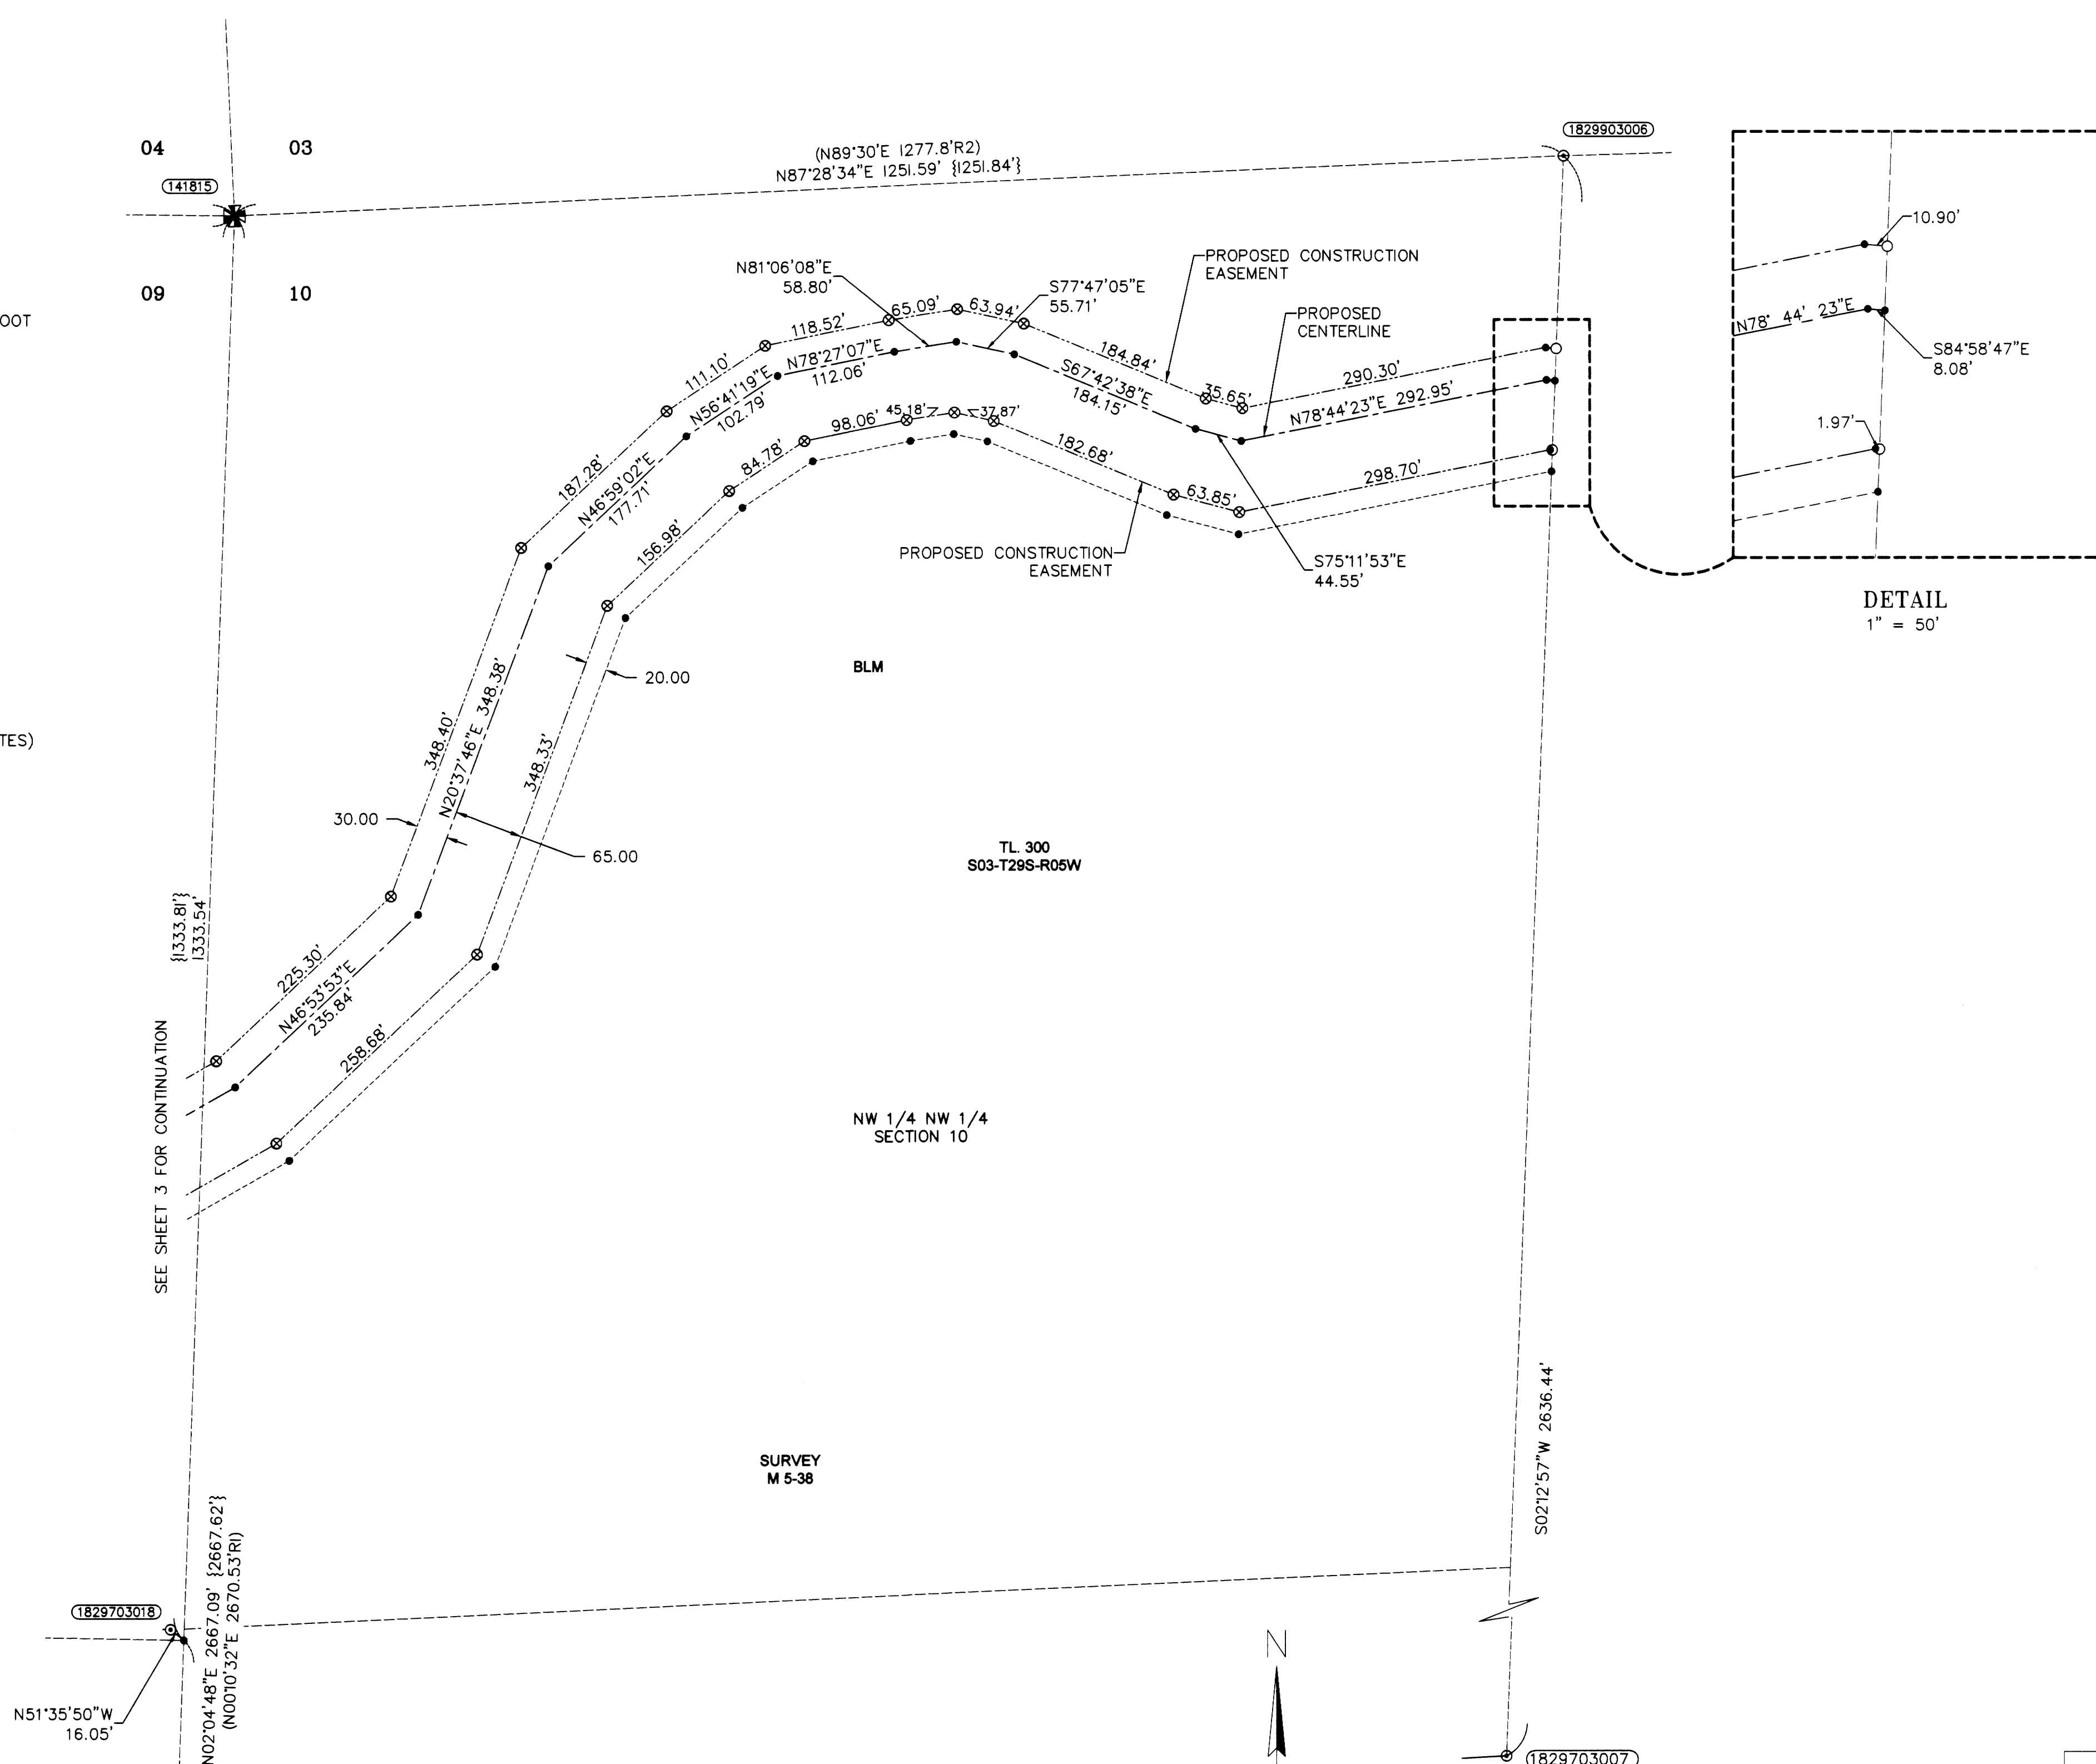 04
03
141815
09
10
(N89°30'E 1277.8'R2)
N87°28'34"E 1251.59' {1251.84'}
1829903006
OOT
TES)
N81°06'08"E
58.80'
S77°47'05"E
55.71'
PROPOSED CONSTRUCTION
EASEMENT
PROPOSED
CENTERLINE
65.09'
63.94'
118.52'
111.10'
187.28'
348.40'
225.30'
184.84'
35.65'
290.30'
N78°27'07"E
112.06'
N56°41'19"E
102.79'
N46°59'02"E
177.71'
N20°37'46"E 348.38'
N46°53'53"E
235.84'
S67°42'38"E
184.15'
N78°44'23"E 292.95'
45.18'
37.87'
98.06'
84.78'
156.98'
348.33'
258.68'
182.68'
63.85'
298.70'
PROPOSED CONSTRUCTION
EASEMENT
S75°11'53"E
44.55'
10.90'
N78° 44' 23"E
S84°58'47"E
8.08'
1.97'
DETAIL
1" = 50'
20.00
30.00
65.00
BLM
TL. 300
S03-T29S-R05W
{1333.81'}
1333.54'
SEE SHEET 3 FOR CONTINUATION
NW 1/4 NW 1/4
SECTION 10
SURVEY
M 5-38
S02°12'57"W 2636.44'
1829703018
N02°04'48"E 2667.09' {2667.62'}
(N00°10'32"E 2670.53'R1)
N51°35'50"W
16.05'
N
1829703007